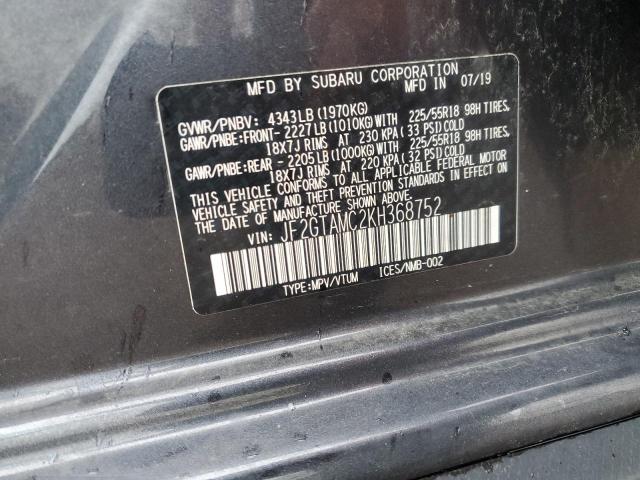 MFD BY SUBARU CORPORATION
MFD IN 07/19
GVWR/PNBV: 4343LB (1970KG)
GAWR/PNBE:FRONT- 2227LB (1010KG)WITH 225/55R18 98H TIRES,
18X7J RIMS AT 230 KPA (33 PSI) COLD
GAWR/PNBE:REAR - 2205LB (1000KG)WITH 225/55R18 98H TIRES,
18X7J RIMS AT 220 KPA (32 PSI) COLD
THIS VEHICLE CONFORMS TO ALL APPLICABLE FEDERAL MOTOR
VEHICLE SAFETY AND THEFT PREVENTION STANDARDS IN EFFECT ON
THE DATE OF MANUFACTURE SHOWN ABOVE.
VIN: JF2GTAMC2KH368752
TYPE:MPV/VTUM ICES/NMB-002